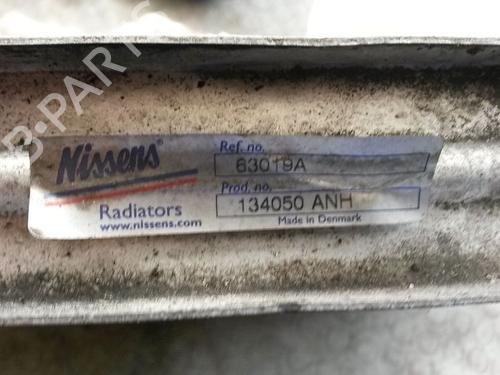 Nissens
Radiators
www.nissens.com
Ref. no.
63019A
Prod. no.
134050 ANH
Made in Denmark
B-PARTS